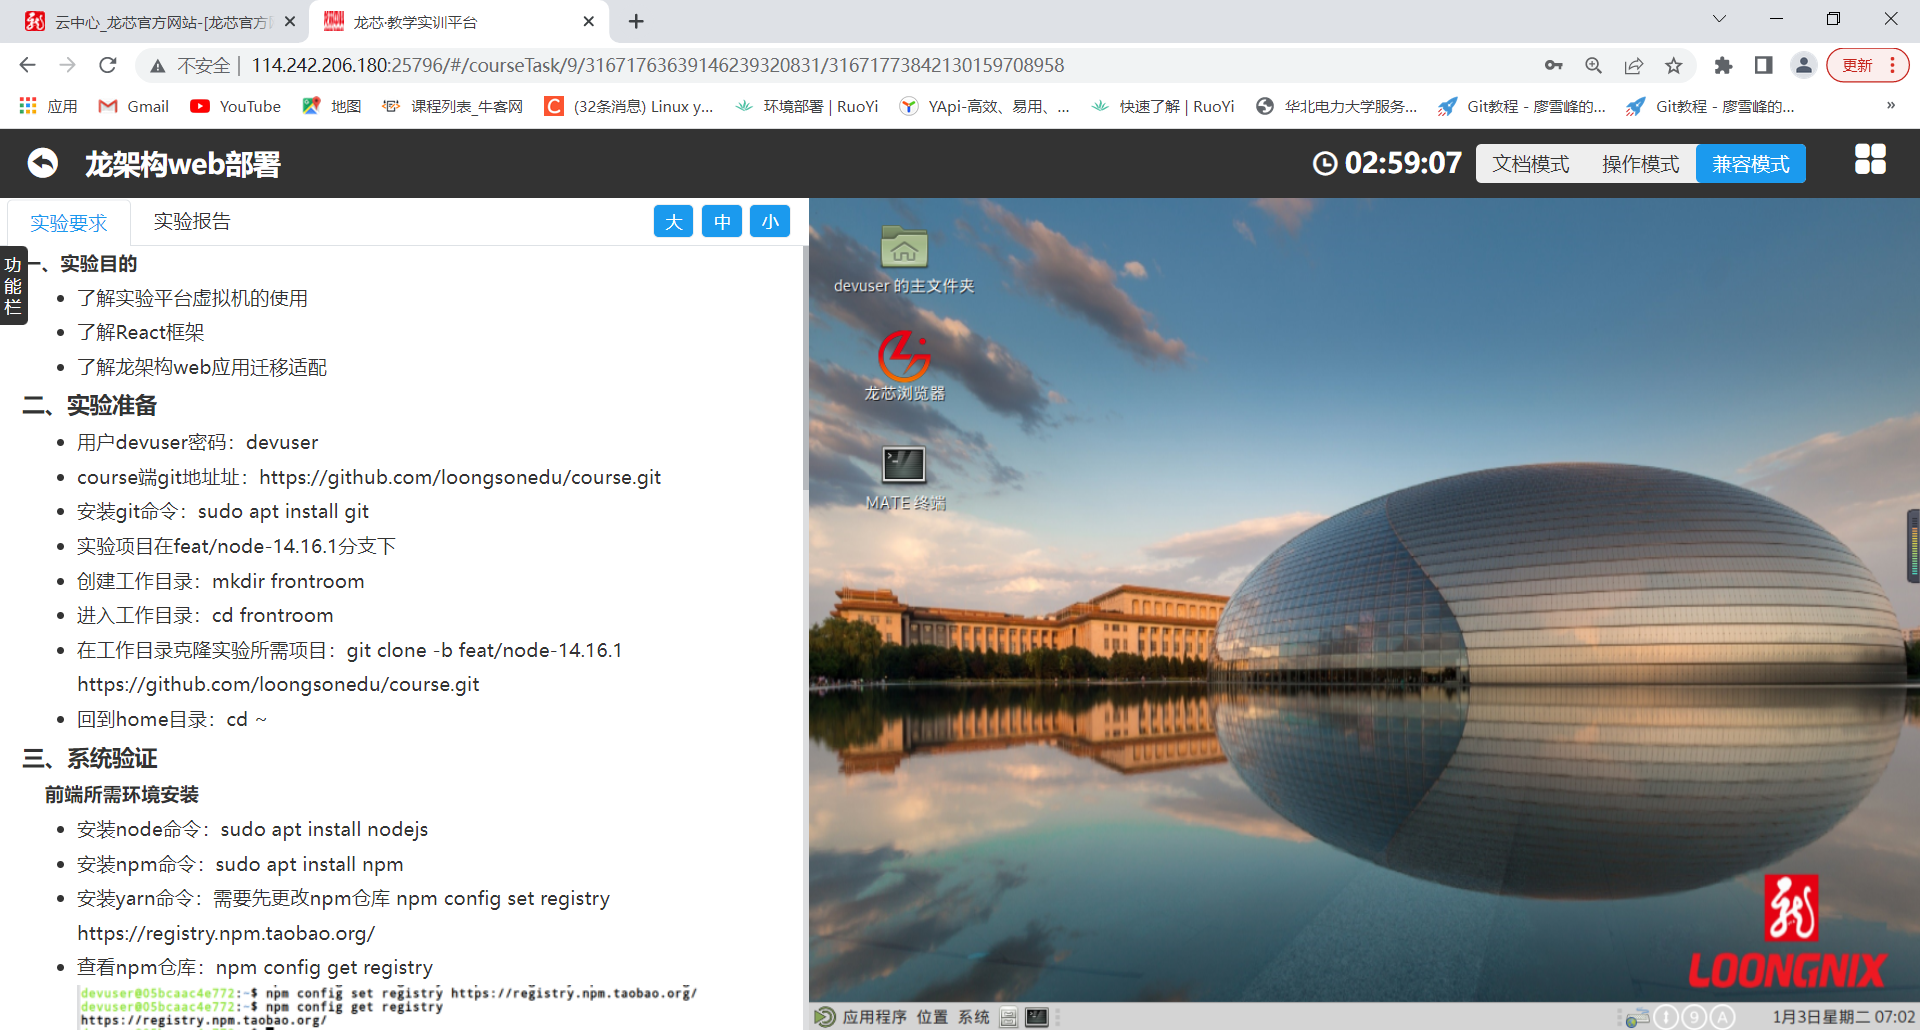 云中心_龙芯官方网站-[龙芯官方
龙芯·教学实训平台
不安全
114.242.206.180:25796/#/courseTask/9/31671763639146239320831/31671773842130159708958
更新
应用
Gmail
YouTube
地图
课程列表_牛客网
(32条消息) Linux y...
环境部署 | RuoYi
YApi-高效、易用、...
快速了解 | RuoYi
华北电力大学服务...
Git教程 - 廖雪峰的...
Git教程 - 廖雪峰的...
»
龙架构web部署
02:59:07
文档模式
操作模式
兼容模式
实验要求
实验报告
大
中
小
功能栏
一、实验目的
了解实验平台虚拟机的使用
了解React框架
了解龙架构web应用迁移适配
二、实验准备
用户devuser密码：devuser
course端git地址址：https://github.com/loongsonedu/course.git
安装git命令：sudo apt install git
实验项目在feat/node-14.16.1分支下
创建工作目录：mkdir frontroom
进入工作目录：cd frontroom
在工作目录克隆实验所需项目：git clone -b feat/node-14.16.1
https://github.com/loongsonedu/course.git
回到home目录：cd ~
三、系统验证
前端所需环境安装
安装node命令：sudo apt install nodejs
安装npm命令：sudo apt install npm
安装yarn命令：需要先更改npm仓库 npm config set registry
https://registry.npm.taobao.org/
查看npm仓库：npm config get registry
devuser@05bcaac4e772:~$ npm config set registry https://registry.npm.taobao.org/
devuser@05bcaac4e772:~$ npm config get registry
https://registry.npm.taobao.org/
devuser 的主文件夹
龙芯浏览器
MATE 终端
LOONGNIX
应用程序 位置 系统
1月3日星期二 07:02